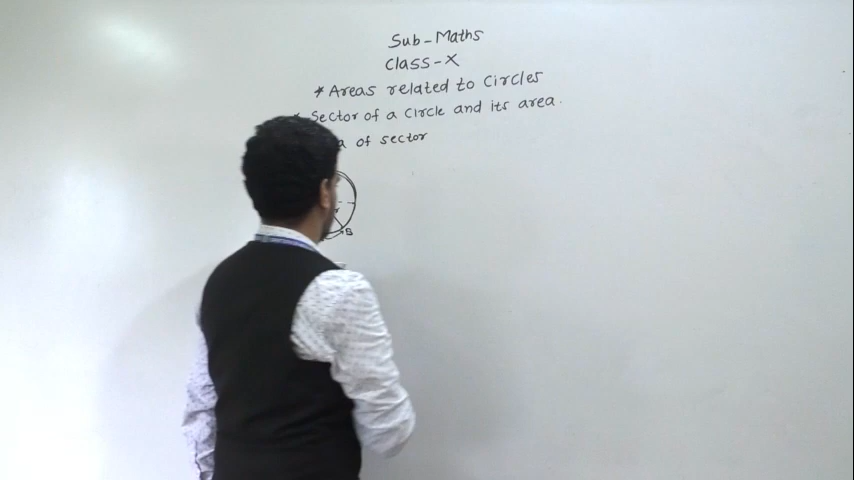 Sub-Maths
Class-X
* Areas related to Circles
Sector of a Circle and its area.
of sector
B